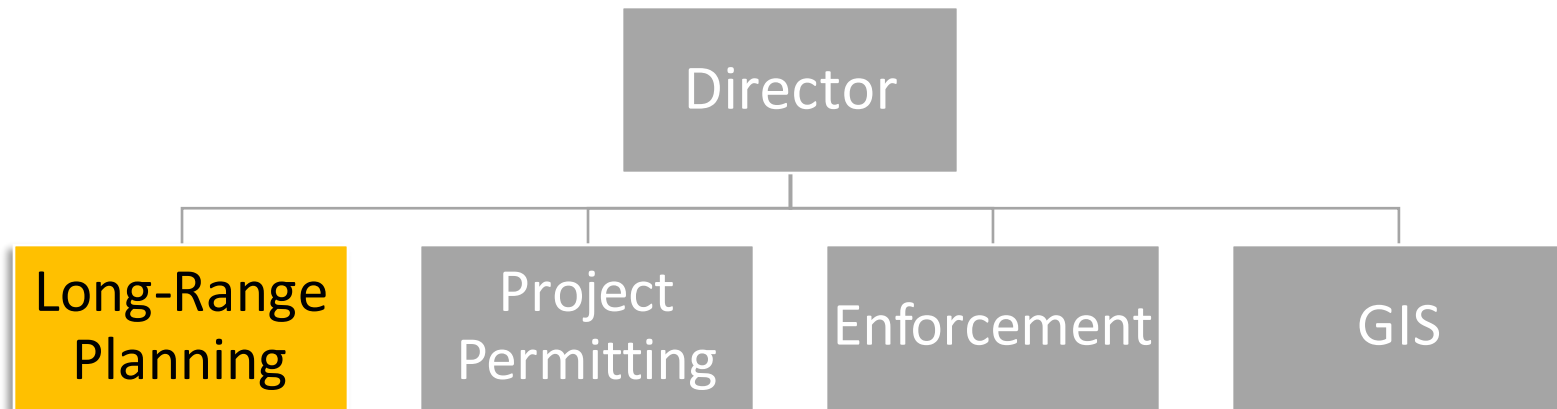 Director
Long-Range
Planning
Project
Permitting
Enforcement
GIS